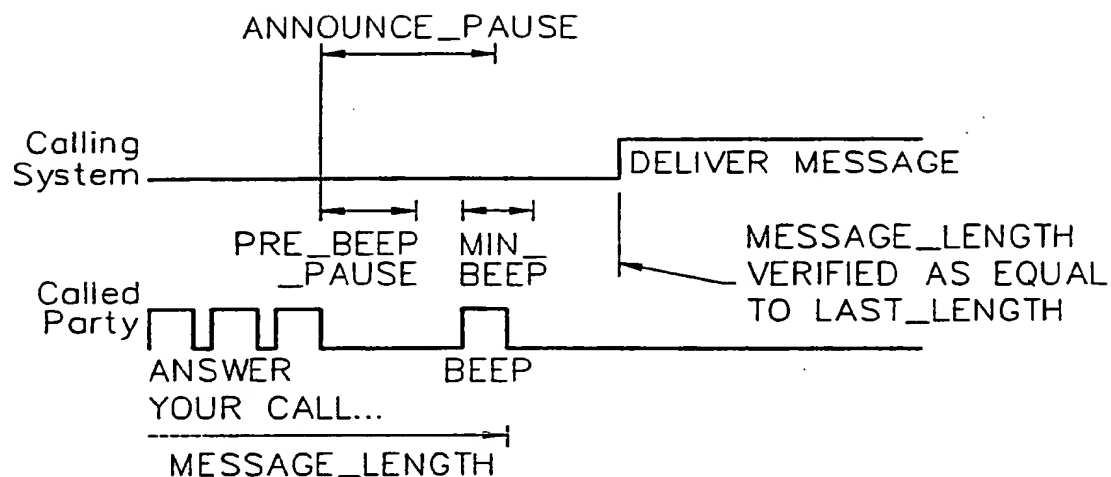 ANNOUNCE_PAUSE
Calling
System
DELIVER MESSAGE
PRE_BEEP
_PAUSE
MIN_
BEEP
MESSAGE_LENGTH
VERIFIED AS EQUAL
TO LAST_LENGTH
Called
Party
ANSWER
YOUR CALL...
BEEP
MESSAGE_LENGTH